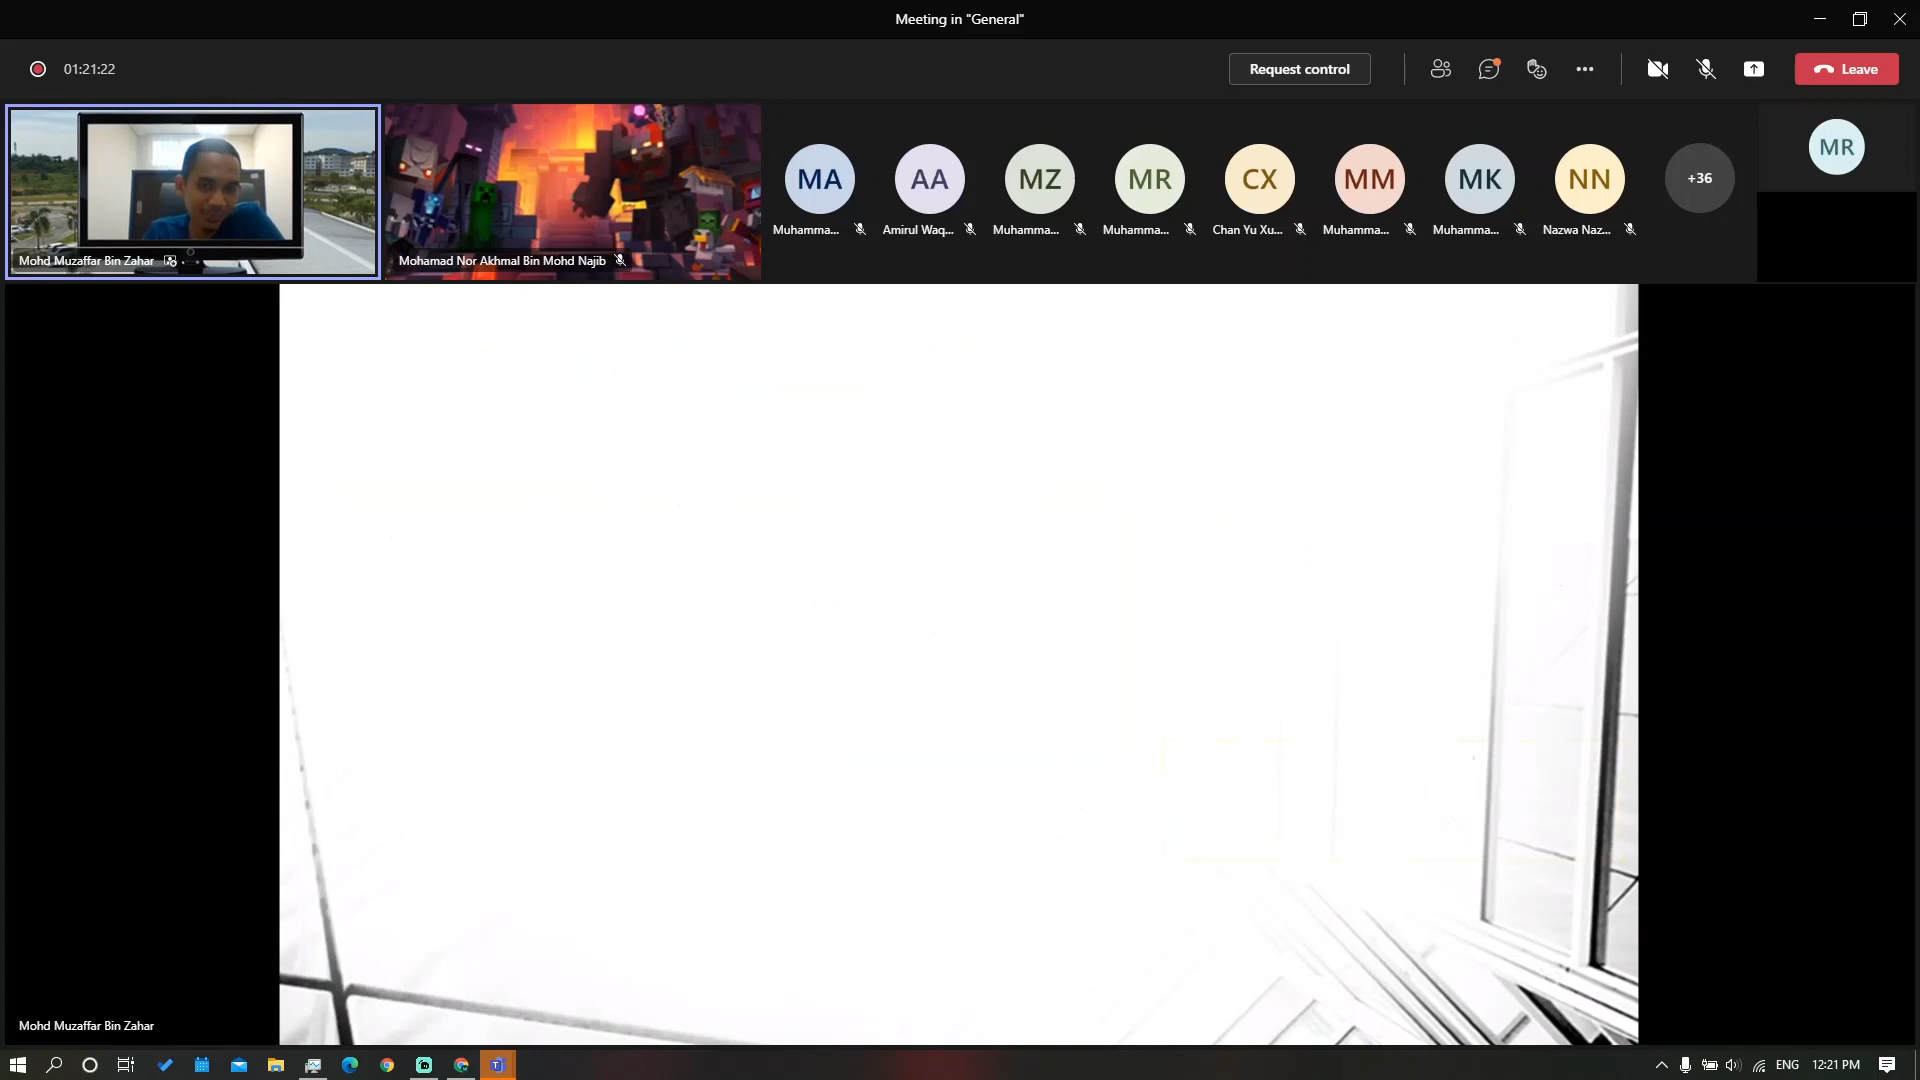 Meeting in "General"
01:21:22
Request control
Leave
MA
AA
MZ
MR
CX
MM
MK
NN
+36
MR
Muhamma...
Amirul Waq...
Muhamma...
Muhamma...
Chan Yu Xu...
Muhamma...
Muhamma...
Nazwa Naz...
Mohd Muzaffar Bin Zahar
Mohamad Nor Akhmal Bin Mohd Najib
Mohd Muzaffar Bin Zahar
ENG
12:21 PM